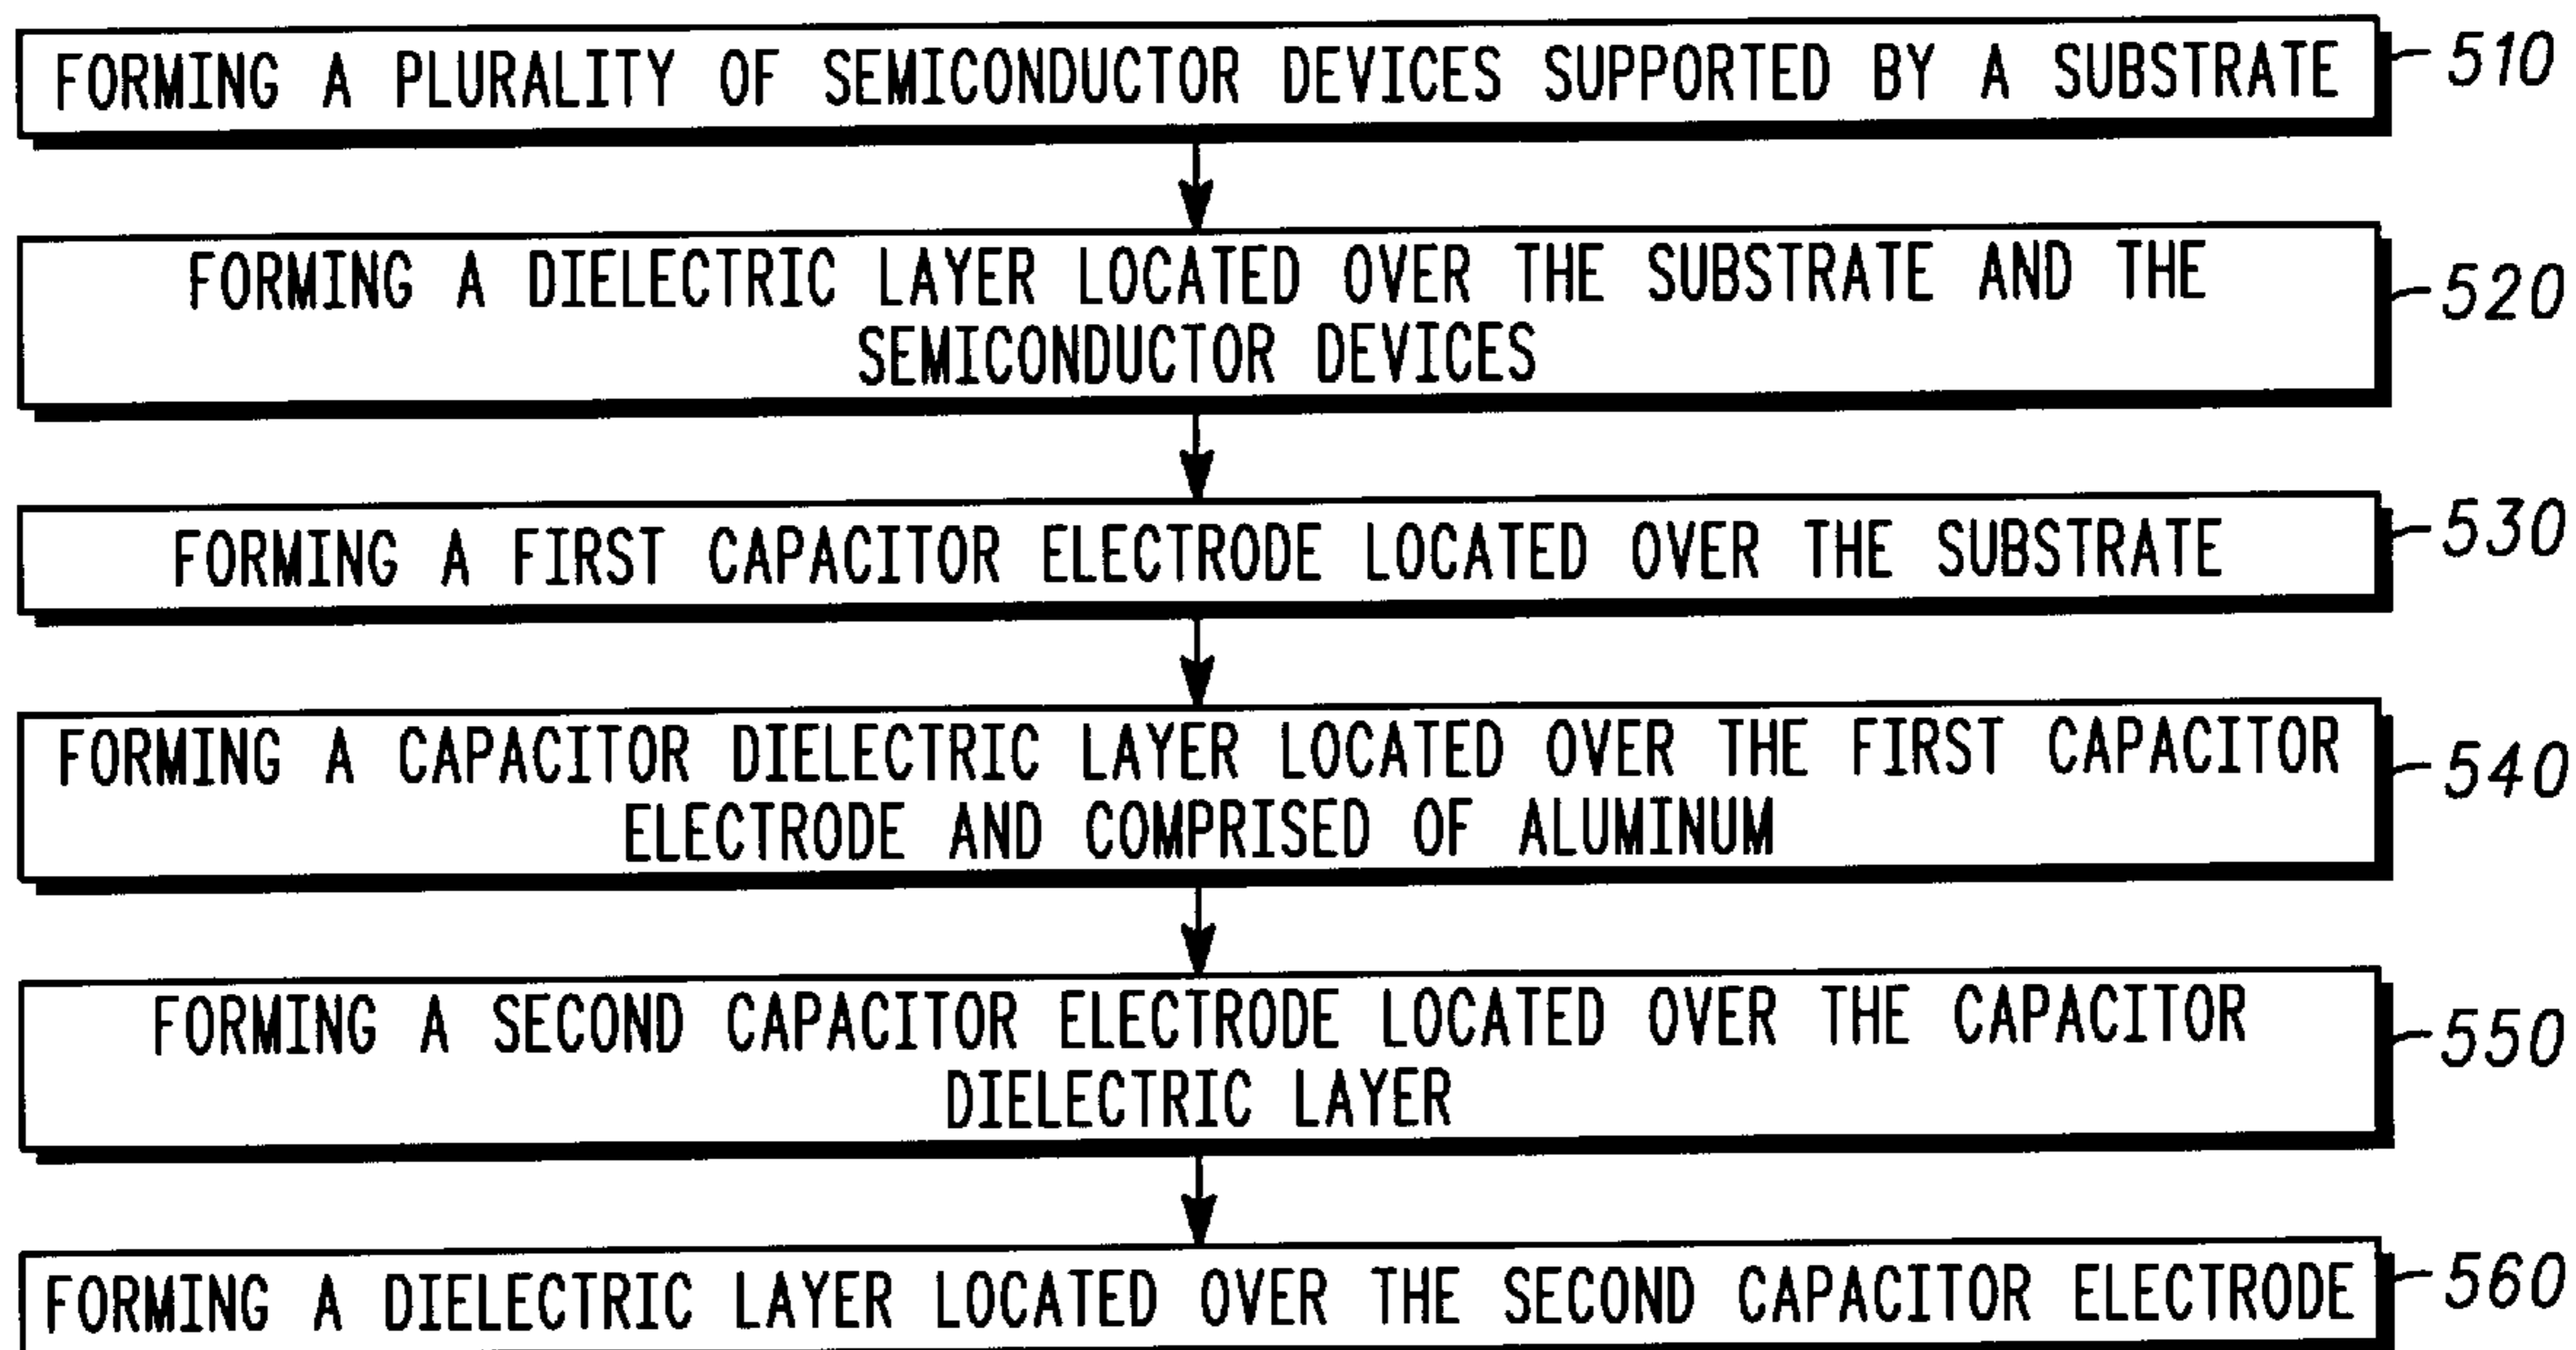 FORMING A PLURALITY OF SEMICONDUCTOR DEVICES SUPPORTED BY A SUBSTRATE
510
FORMING A DIELECTRIC LAYER LOCATED OVER THE SUBSTRATE AND THE
SEMICONDUCTOR DEVICES
520
FORMING A FIRST CAPACITOR ELECTRODE LOCATED OVER THE SUBSTRATE
530
FORMING A CAPACITOR DIELECTRIC LAYER LOCATED OVER THE FIRST CAPACITOR
ELECTRODE AND COMPRISED OF ALUMINUM
540
FORMING A SECOND CAPACITOR ELECTRODE LOCATED OVER THE CAPACITOR
DIELECTRIC LAYER
550
FORMING A DIELECTRIC LAYER LOCATED OVER THE SECOND CAPACITOR ELECTRODE
560